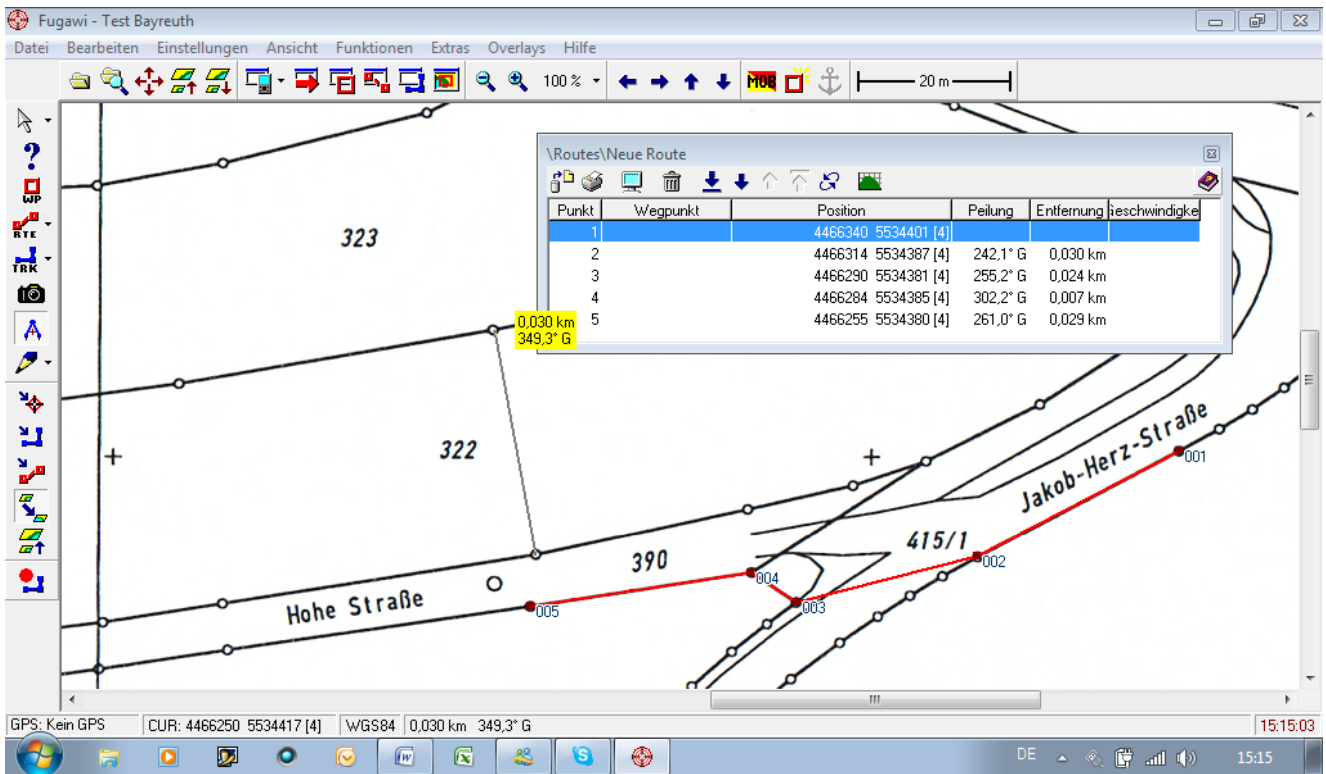 Fugawi - Test Bayreuth
Datei Bearbeiten Einstellungen Ansicht Funktionen Extras Overlays Hilfe
100 % MOB 20 m
?
WP
RTE
TRK
\Routes\Neue Route
Punkt Wegpunkt Position Peilung Entfernung Geschwindigke
1 4466340 5534401 [4]
2 4466314 5534387 [4] 242,1° G 0,030 km
3 4466290 5534381 [4] 255,2° G 0,024 km
4 4466284 5534385 [4] 302,2° G 0,007 km
5 4466255 5534380 [4] 261,0° G 0,029 km
323
0,030 km
349,3° G
322
Jakob-Herz-Straße
001
415/1
002
390
004
003
Hohe Straße
005
GPS: Kein GPS CUR: 4466250 5534417 [4] WGS84 0,030 km 349,3° G 15:15:03
DE 15:15